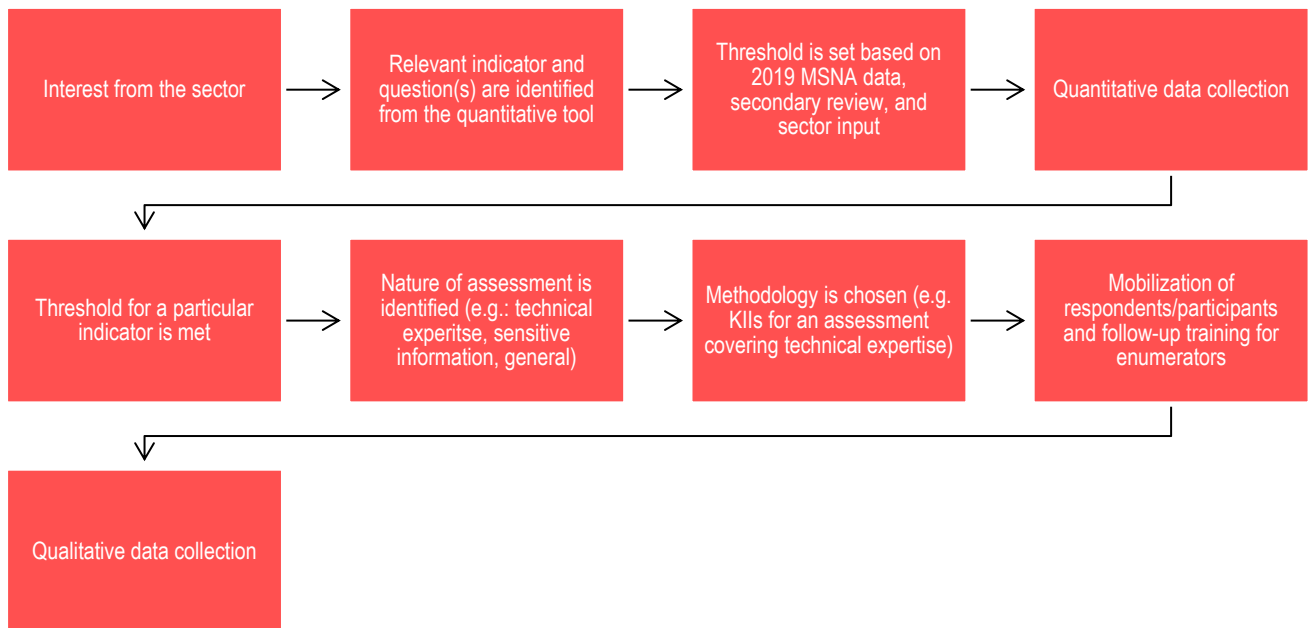 Interest from the sector
Relevant indicator and
question(s) are identified
from the quantitative tool
Threshold is set based on
2019 MSNA data,
secondary review, and
sector input
Quantitative data collection
Threshold for a particular
indicator is met
Nature of assessment is
identified (e.g.: technical
experitse, sensitive
information, general)
Methodology is chosen (e.g.
KIIs for an assessment
covering technical expertise)
Mobilization of
respondents/participants
and follow-up training for
enumerators
Qualitative data collection